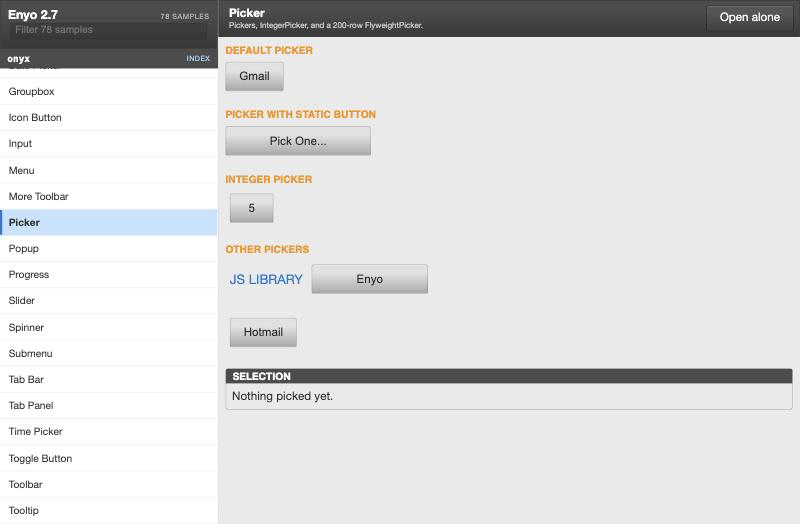 Enyo 2.7
78 SAMPLES
Filter 78 samples
onyx
INDEX
Groupbox
Icon Button
Input
Menu
More Toolbar
Picker
Popup
Progress
Slider
Spinner
Submenu
Tab Bar
Tab Panel
Time Picker
Toggle Button
Toolbar
Tooltip
Picker
Pickers, IntegerPicker, and a 200-row FlyweightPicker.
Open alone
DEFAULT PICKER
Gmail
PICKER WITH STATIC BUTTON
Pick One...
INTEGER PICKER
5
OTHER PICKERS
JS LIBRARY
Enyo
Hotmail
SELECTION
Nothing picked yet.